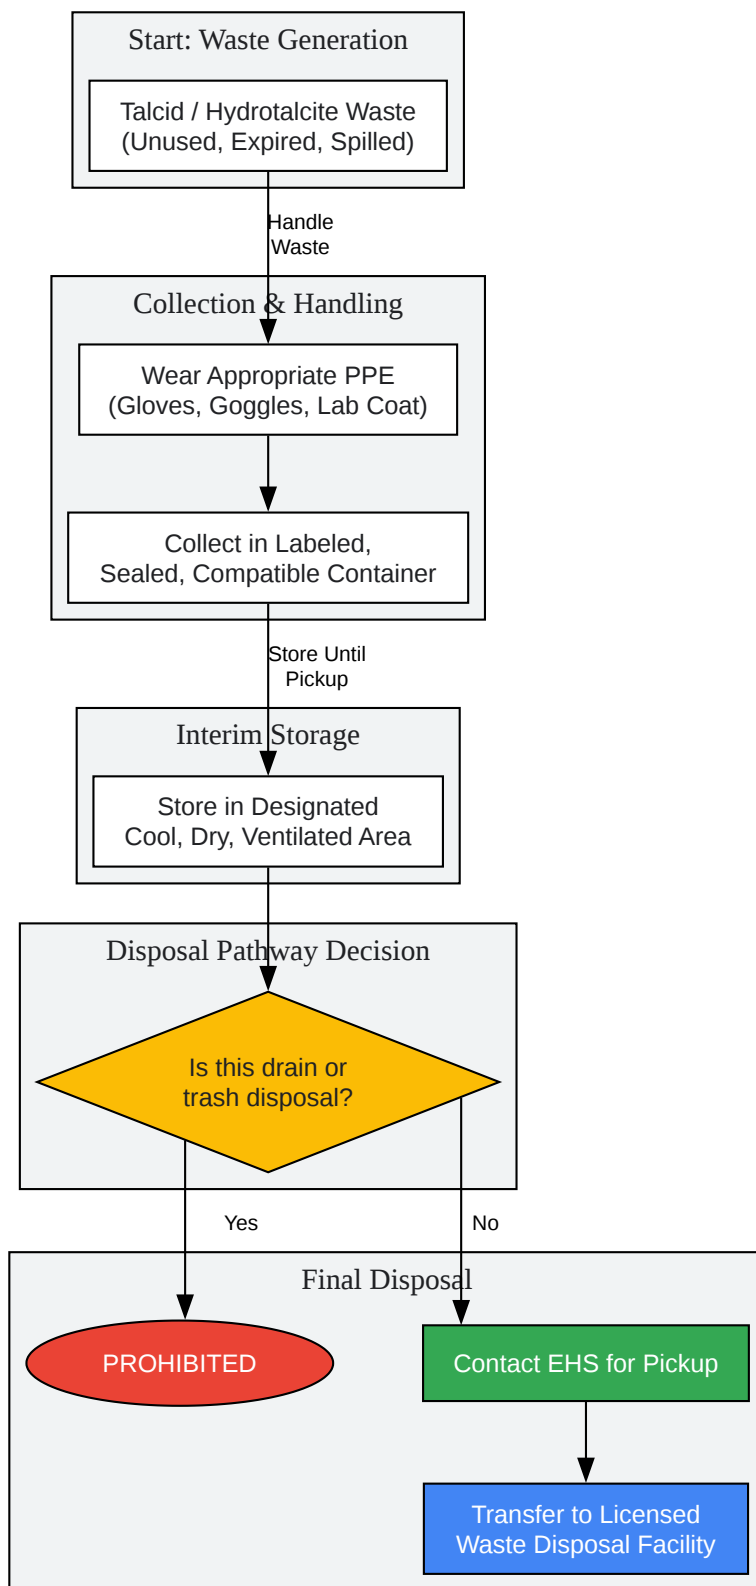 Start: Waste Generation
Talcid / Hydrotalcite Waste
(Unused, Expired, Spilled)
Handle
Waste
Collection & Handling
Wear Appropriate PPE
(Gloves, Goggles, Lab Coat)
Collect in Labeled,
Sealed, Compatible Container
Store Until
Pickup
Interim Storage
Store in Designated
Cool, Dry, Ventilated Area
Disposal Pathway Decision
Is this drain or
trash disposal?
Yes
No
Final Disposal
PROHIBITED
Contact EHS for Pickup
Transfer to Licensed
Waste Disposal Facility